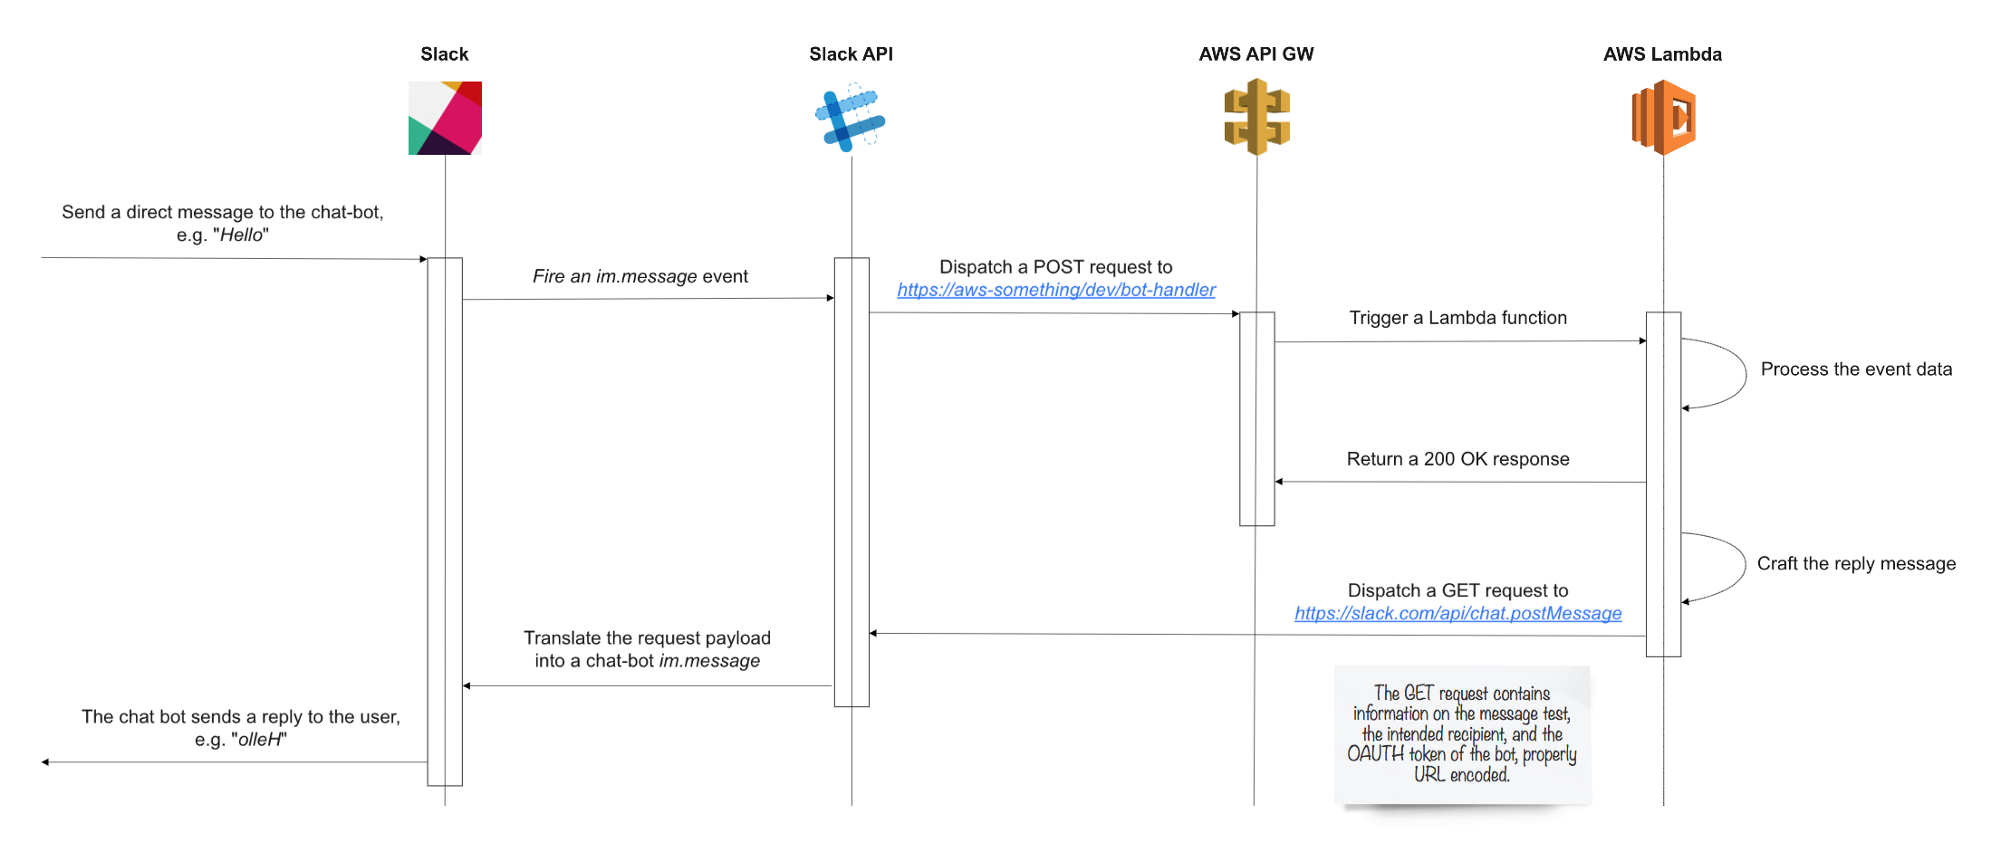 Slack
Slack API
AWS API GW
AWS Lambda
Send a direct message to the chat-bot,
e.g. "Hello"
Fire an im.message event
Dispatch a POST request to
https://aws-something/dev/bot-handler
Trigger a Lambda function
Process the event data
Return a 200 OK response
Craft the reply message
Dispatch a GET request to
https://slack.com/api/chat.postMessage
Translate the request payload
into a chat-bot im.message
The chat bot sends a reply to the user,
e.g. "olleH"
The GET request contains
information on the message test,
the intended recipient, and the
OAUTH token of the bot, properly
URL encoded.